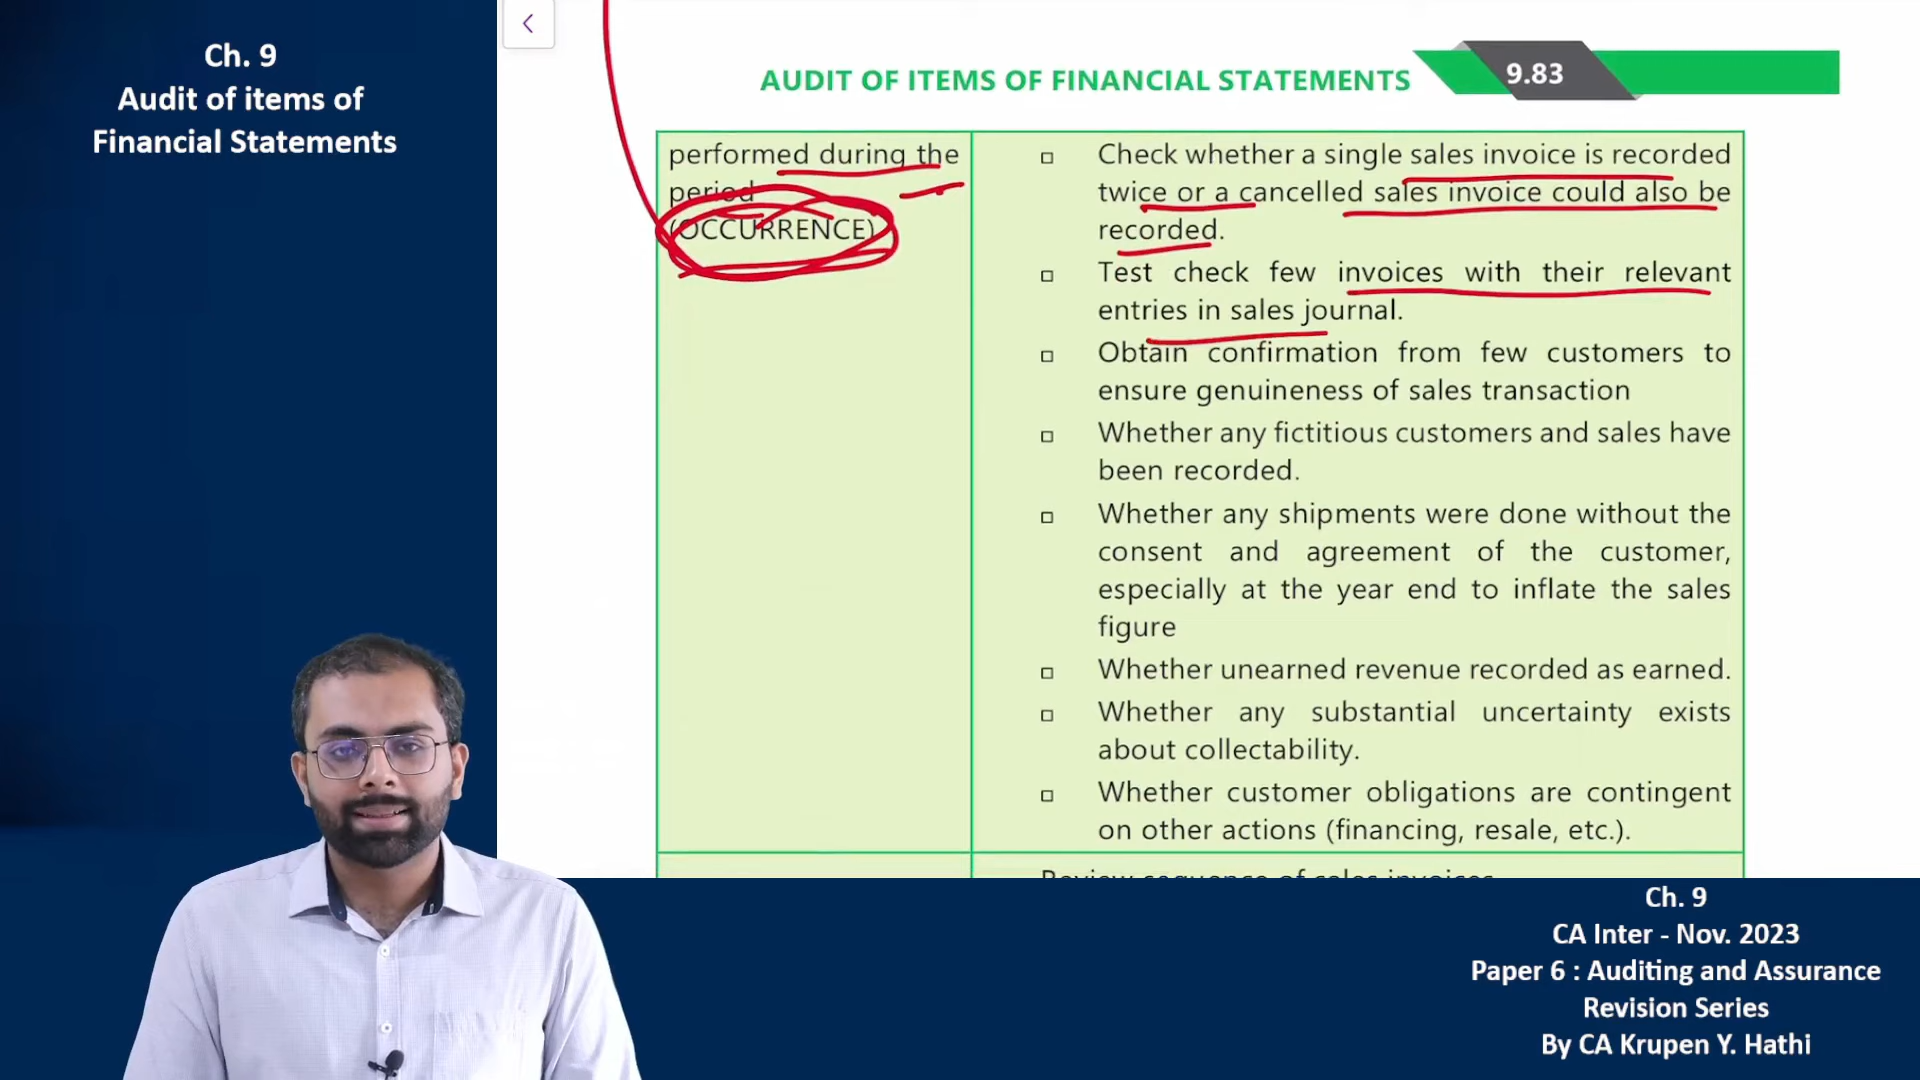 Ch. 9
Audit of items of
Financial Statements
AUDIT OF ITEMS OF FINANCIAL STATEMENTS 9.83
performed during the
period
(OCCURRENCE)
Check whether a single sales invoice is recorded
twice or a cancelled sales invoice could also be
recorded.
Test check few invoices with their relevant
entries in sales journal.
Obtain confirmation from few customers to
ensure genuineness of sales transaction
Whether any fictitious customers and sales have
been recorded.
Whether any shipments were done without the
consent and agreement of the customer,
especially at the year end to inflate the sales
figure
Whether unearned revenue recorded as earned.
Whether any substantial uncertainty exists
about collectability.
Whether customer obligations are contingent
on other actions (financing, resale, etc.).
Review sequence of sales invoices
Ch. 9
CA Inter - Nov. 2023
Paper 6 : Auditing and Assurance
Revision Series
By CA Krupen Y. Hathi